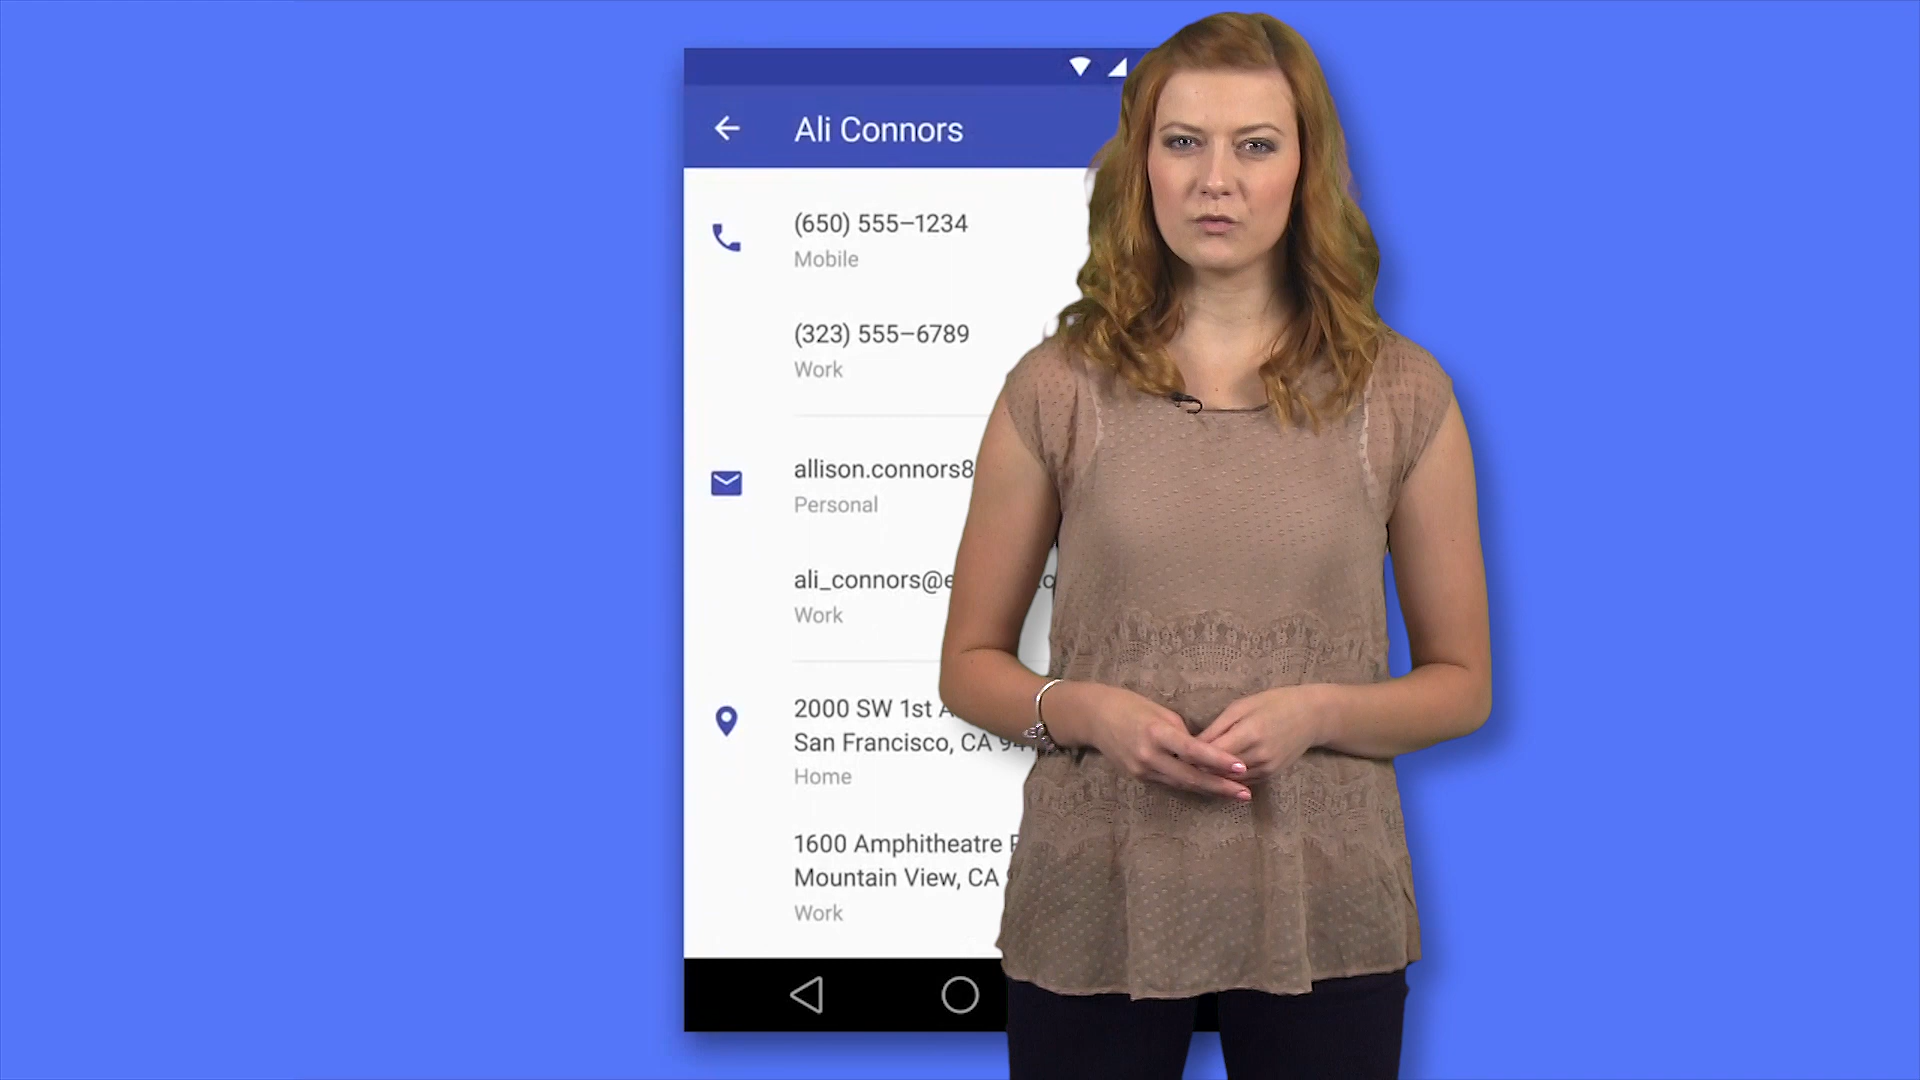 Ali Connors
(650) 555–1234
Mobile
(323) 555–6789
Work
allison.connors8
Personal
ali_connors@e
Work
2000 SW 1st A
San Francisco, CA 94
Home
1600 Amphitheatre P
Mountain View, CA
Work